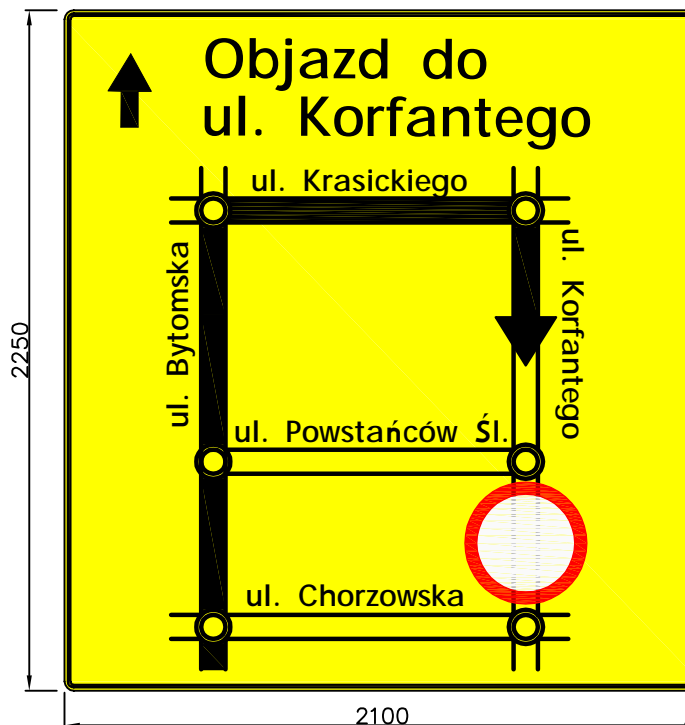 Objazd do
ul. Korfantego
ul. Krasickiego
ul. Bytomska
ul. Korfantego
ul. Powstańców Śl.
ul. Chorzowska
2250
2100